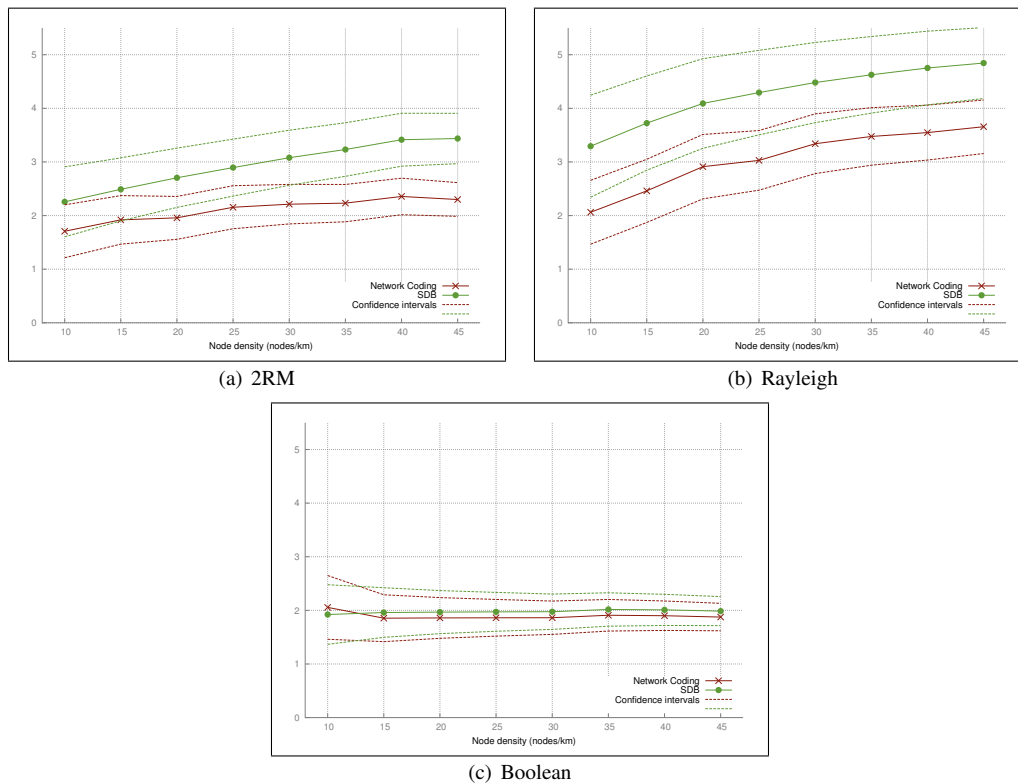 5
4
3
2
1
0
Network Coding
SDB
Confidence intervals
10 15 20 25 30 35 40 45
Node density (nodes/km)
(a) 2RM
5
4
3
2
1
0
Network Coding
SDB
Confidence intervals
10 15 20 25 30 35 40 45
Node density (nodes/km)
(b) Rayleigh
5
4
3
2
1
0
Network Coding
SDB
Confidence intervals
10 15 20 25 30 35 40 45
Node density (nodes/km)
(c) Boolean